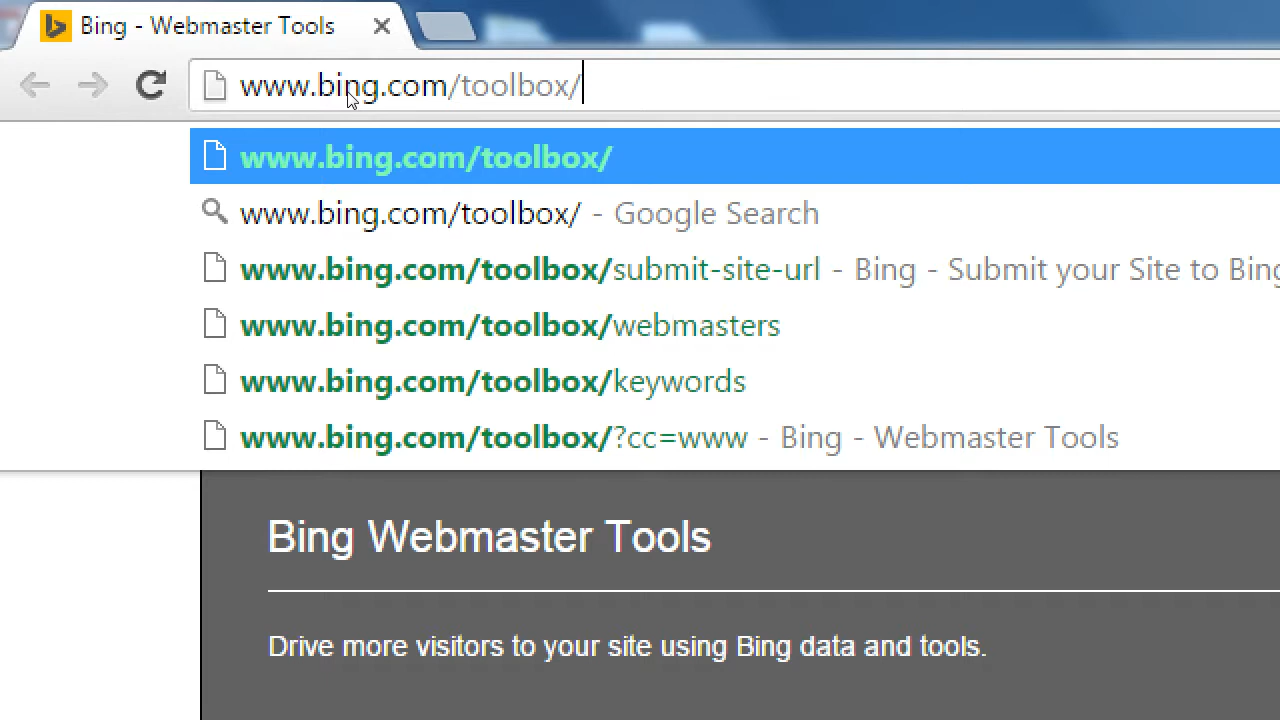 Bing - Webmaster Tools
www.bing.com/toolbox/
www.bing.com/toolbox/
www.bing.com/toolbox/ - Google Search
www.bing.com/toolbox/submit-site-url - Bing - Submit your Site to Bing
www.bing.com/toolbox/webmasters
www.bing.com/toolbox/keywords
www.bing.com/toolbox/?cc=www - Bing - Webmaster Tools
Bing Webmaster Tools
Drive more visitors to your site using Bing data and tools.